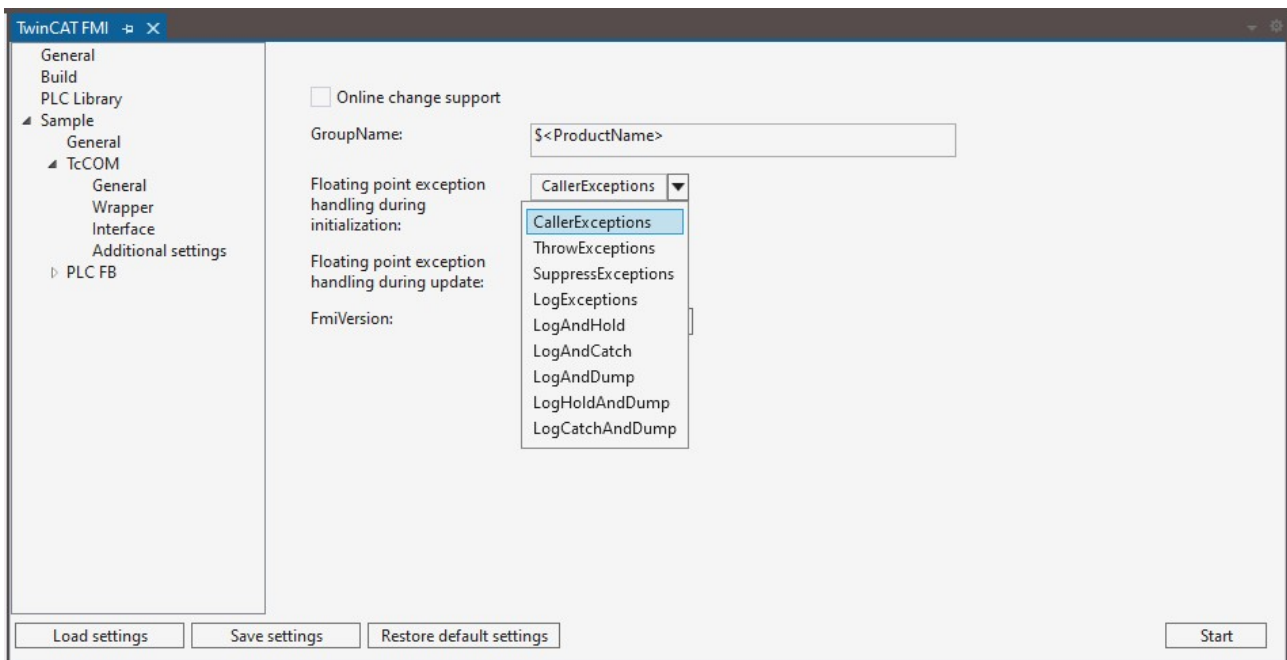 TwinCAT FMI
General
Build
PLC Library
Sample
General
TcCOM
General
Wrapper
Interface
Additional settings
PLC FB
Online change support
GroupName:
$<ProductName>
Floating point exception
handling during
initialization:
CallerExceptions
CallerExceptions
ThrowExceptions
SuppressExceptions
LogExceptions
LogAndHold
LogAndCatch
LogAndDump
LogHoldAndDump
LogCatchAndDump
Floating point exception
handling during update:
FmiVersion:
Load settings
Save settings
Restore default settings
Start